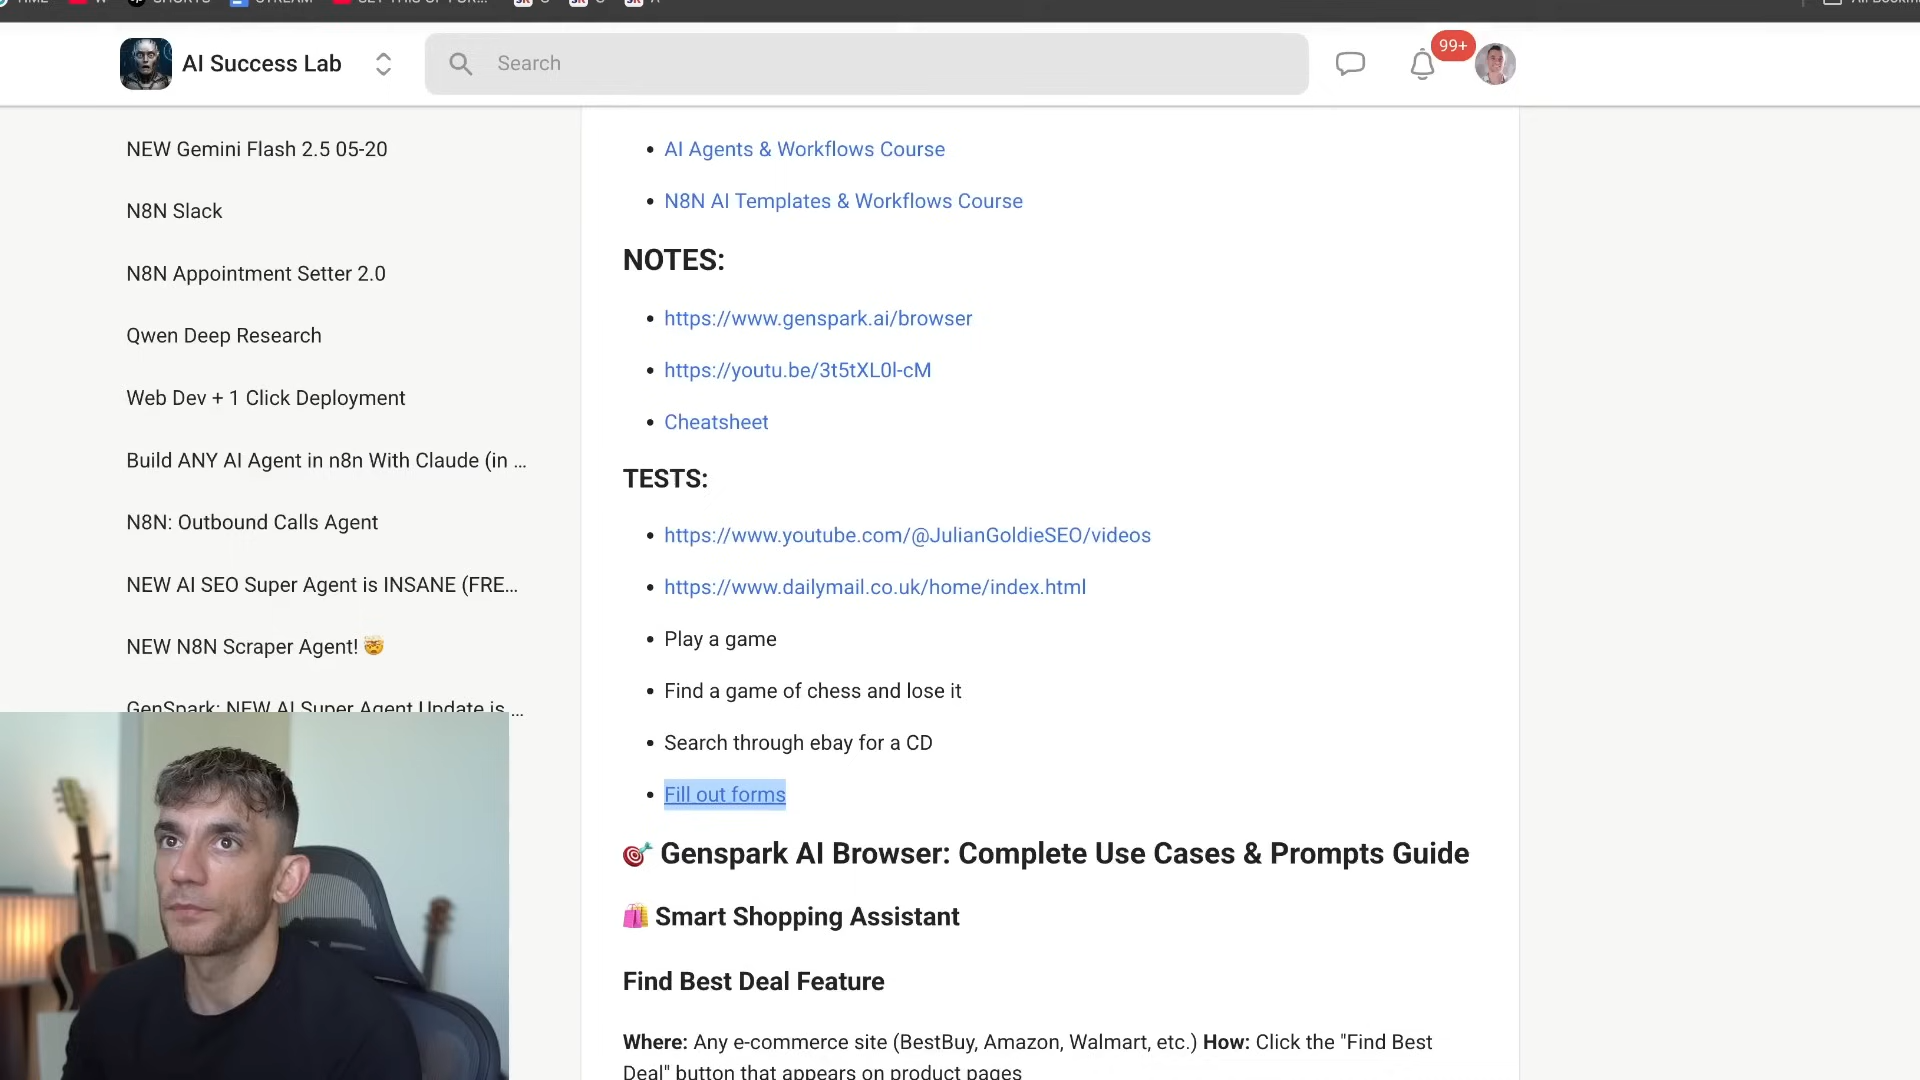 AI Success Lab
Search
99+
NEW Gemini Flash 2.5 05-20
N8N Slack
N8N Appointment Setter 2.0
Qwen Deep Research
Web Dev + 1 Click Deployment
Build ANY AI Agent in n8n With Claude (in ...
N8N: Outbound Calls Agent
NEW AI SEO Super Agent is INSANE (FRE...
NEW N8N Scraper Agent! 🤯
GenSpark: NEW AI Super Agent Update is ...
• AI Agents & Workflows Course
• N8N AI Templates & Workflows Course
NOTES:
• https://www.genspark.ai/browser
• https://youtu.be/3t5tXL0l-cM
• Cheatsheet
TESTS:
• https://www.youtube.com/@JulianGoldieSEO/videos
• https://www.dailymail.co.uk/home/index.html
• Play a game
• Find a game of chess and lose it
• Search through ebay for a CD
• Fill out forms
🎯 Genspark AI Browser: Complete Use Cases & Prompts Guide
🛍️ Smart Shopping Assistant
Find Best Deal Feature
Where: Any e-commerce site (BestBuy, Amazon, Walmart, etc.) How: Click the "Find Best
Deal" button that appears on product pages